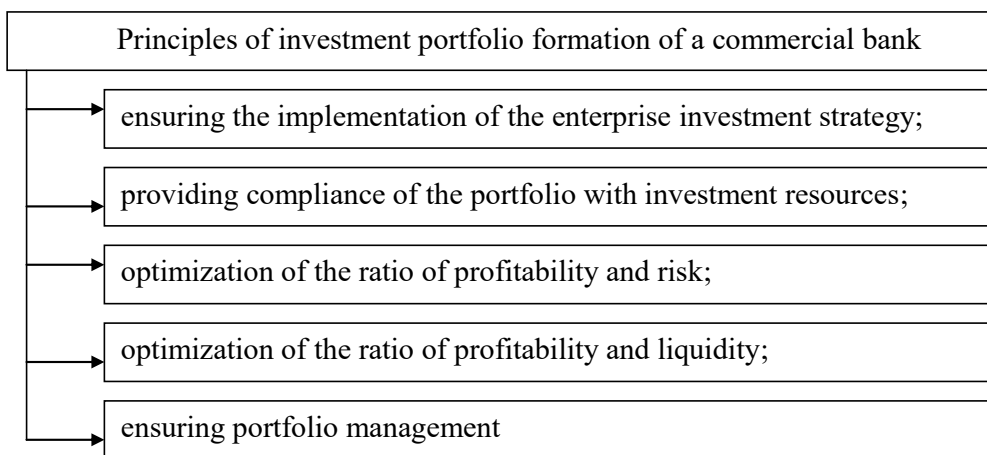 Principles of investment portfolio formation of a commercial bank
ensuring the implementation of the enterprise investment strategy;
providing compliance of the portfolio with investment resources;
optimization of the ratio of profitability and risk;
optimization of the ratio of profitability and liquidity;
ensuring portfolio management